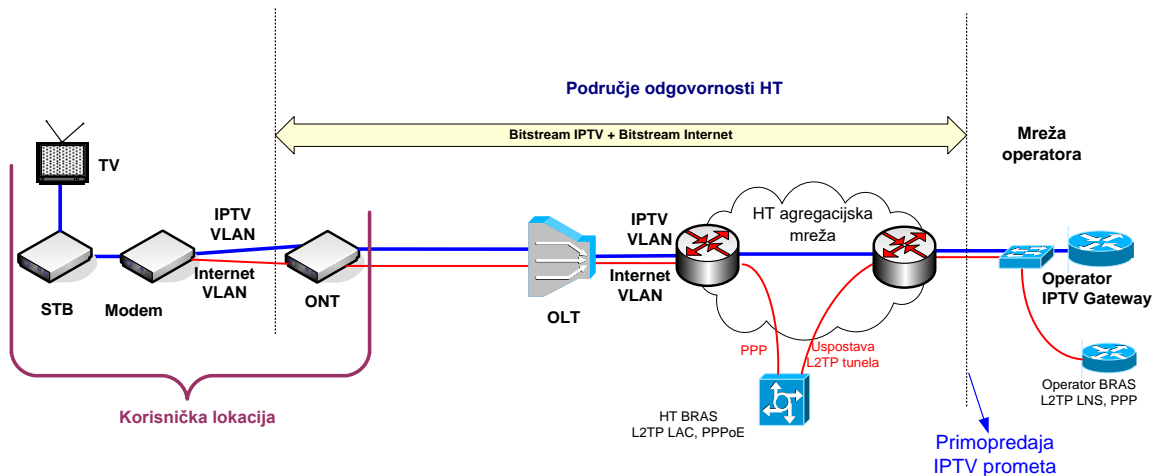 Područje odgovornosti HT
Bitstream IPTV + Bitstream Internet
Mreža
operatora
TV
IPTV
VLAN
Internet
VLAN
STB
Modem
ONT
OLT
IPTV
VLAN
Internet
VLAN
HT agregacijska
mreža
Operator
IPTV Gateway
PPP
Uspostava
L2TP tunela
HT BRAS
L2TP LAC, PPPoE
Operator BRAS
L2TP LNS, PPP
Korisnička lokacija
Primopredaja
IPTV prometa